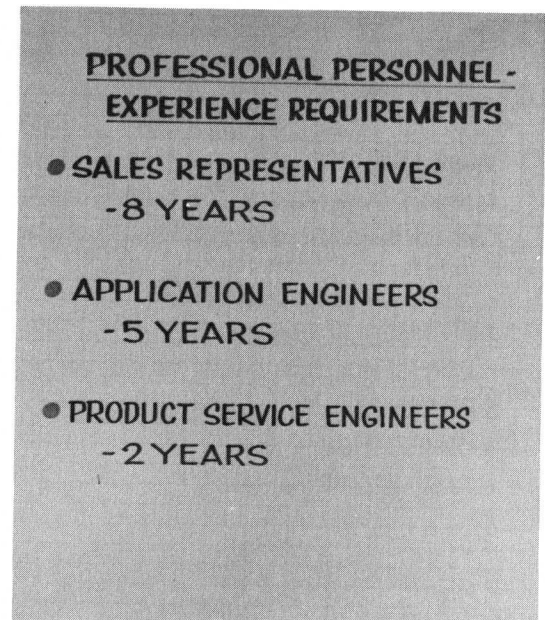 PROFESSIONAL PERSONNEL-
EXPERIENCE REQUIREMENTS
• SALES REPRESENTATIVES
-8 YEARS
• APPLICATION ENGINEERS
-5 YEARS
• PRODUCT SERVICE ENGINEERS
-2 YEARS